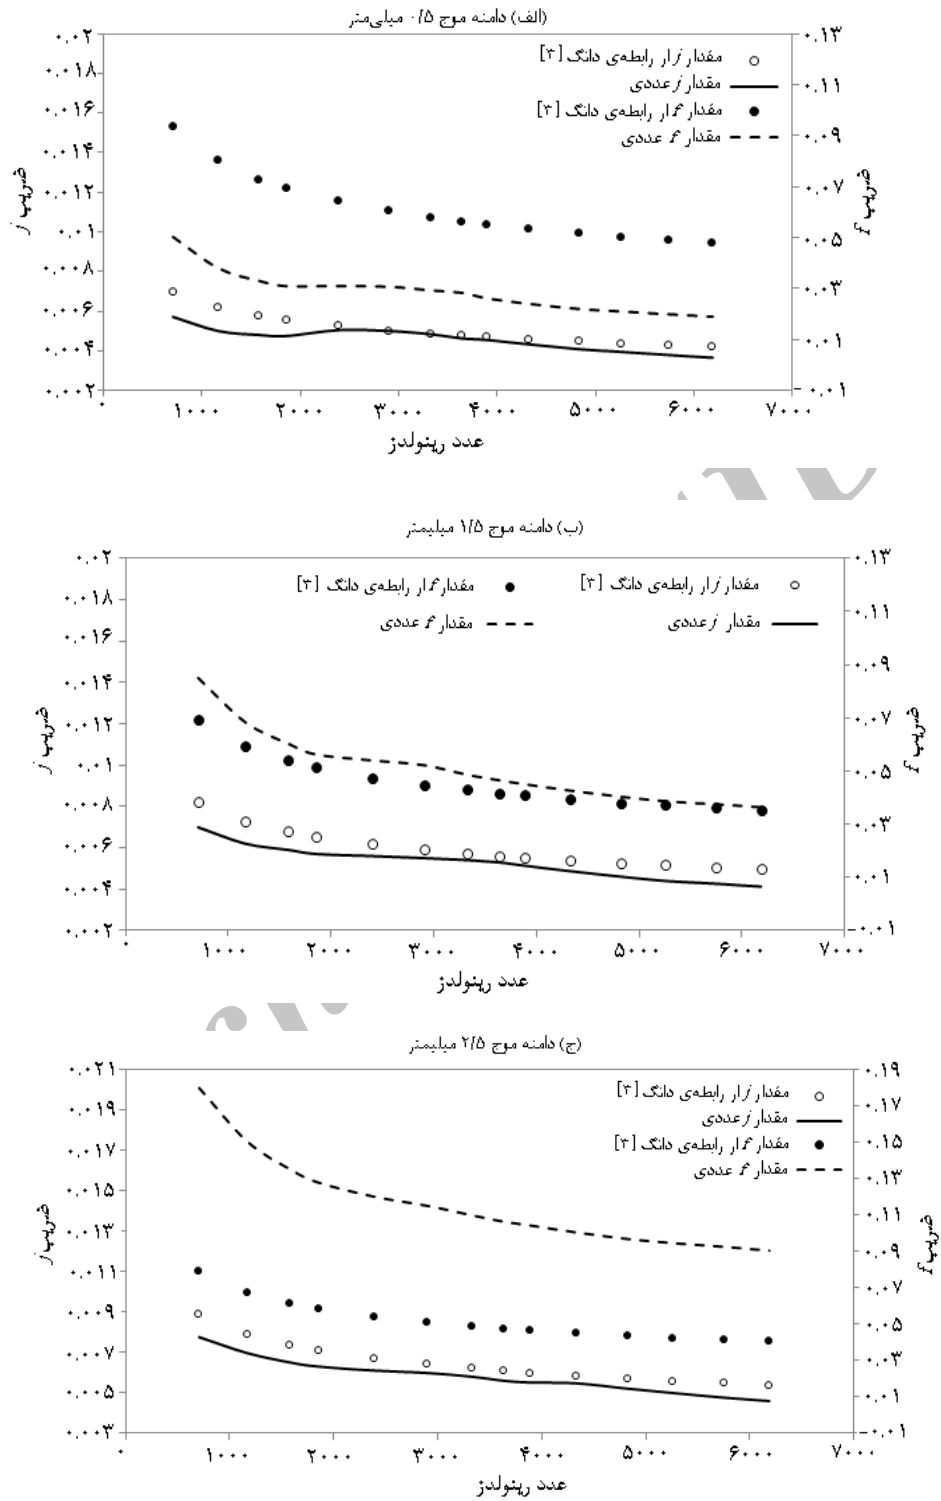 (الف) دامنه موج ۰/۵ میلی‌متر
مقدار j از رابطه‌ی دانگ [۳]
مقدار j عددی
مقدار f از رابطه‌ی دانگ [۳]
مقدار f عددی
ضریب j
۰.۰۲
۰.۰۱۸
۰.۰۱۶
۰.۰۱۴
۰.۰۱۲
۰.۰۱
۰.۰۰۸
۰.۰۰۶
۰.۰۰۴
۰.۰۰۲
ضریب f
۰.۱۳
۰.۱۱
۰.۰۹
۰.۰۷
۰.۰۵
۰.۰۳
۰.۰۱
-۰.۰۱
۰ ۱۰۰۰ ۲۰۰۰ ۳۰۰۰ ۴۰۰۰ ۵۰۰۰ ۶۰۰۰ ۷۰۰۰
عدد رینولدز
(ب) دامنه موج ۱/۵ میلیمتر
مقدار j از رابطه‌ی دانگ [۳] مقدار f از رابطه‌ی دانگ [۳]
مقدار j عددی مقدار f عددی
ضریب j
۰.۰۲
۰.۰۱۸
۰.۰۱۶
۰.۰۱۴
۰.۰۱۲
۰.۰۱
۰.۰۰۸
۰.۰۰۶
۰.۰۰۴
۰.۰۰۲
ضریب f
۰.۱۳
۰.۱۱
۰.۰۹
۰.۰۷
۰.۰۵
۰.۰۳
۰.۰۱
-۰.۰۱
۰ ۱۰۰۰ ۲۰۰۰ ۳۰۰۰ ۴۰۰۰ ۵۰۰۰ ۶۰۰۰ ۷۰۰۰
عدد رینولدز
(ج) دامنه موج ۲/۵ میلیمتر
مقدار j از رابطه‌ی دانگ [۳]
مقدار j عددی
مقدار f از رابطه‌ی دانگ [۳]
مقدار f عددی
ضریب j
۰.۰۲۱
۰.۰۱۹
۰.۰۱۷
۰.۰۱۵
۰.۰۱۳
۰.۰۱۱
۰.۰۰۹
۰.۰۰۷
۰.۰۰۵
۰.۰۰۳
ضریب f
۰.۱۹
۰.۱۷
۰.۱۵
۰.۱۳
۰.۱۱
۰.۰۹
۰.۰۷
۰.۰۵
۰.۰۳
۰.۰۱
-۰.۰۱
۰ ۱۰۰۰ ۲۰۰۰ ۳۰۰۰ ۴۰۰۰ ۵۰۰۰ ۶۰۰۰ ۷۰۰۰
عدد رینولدز